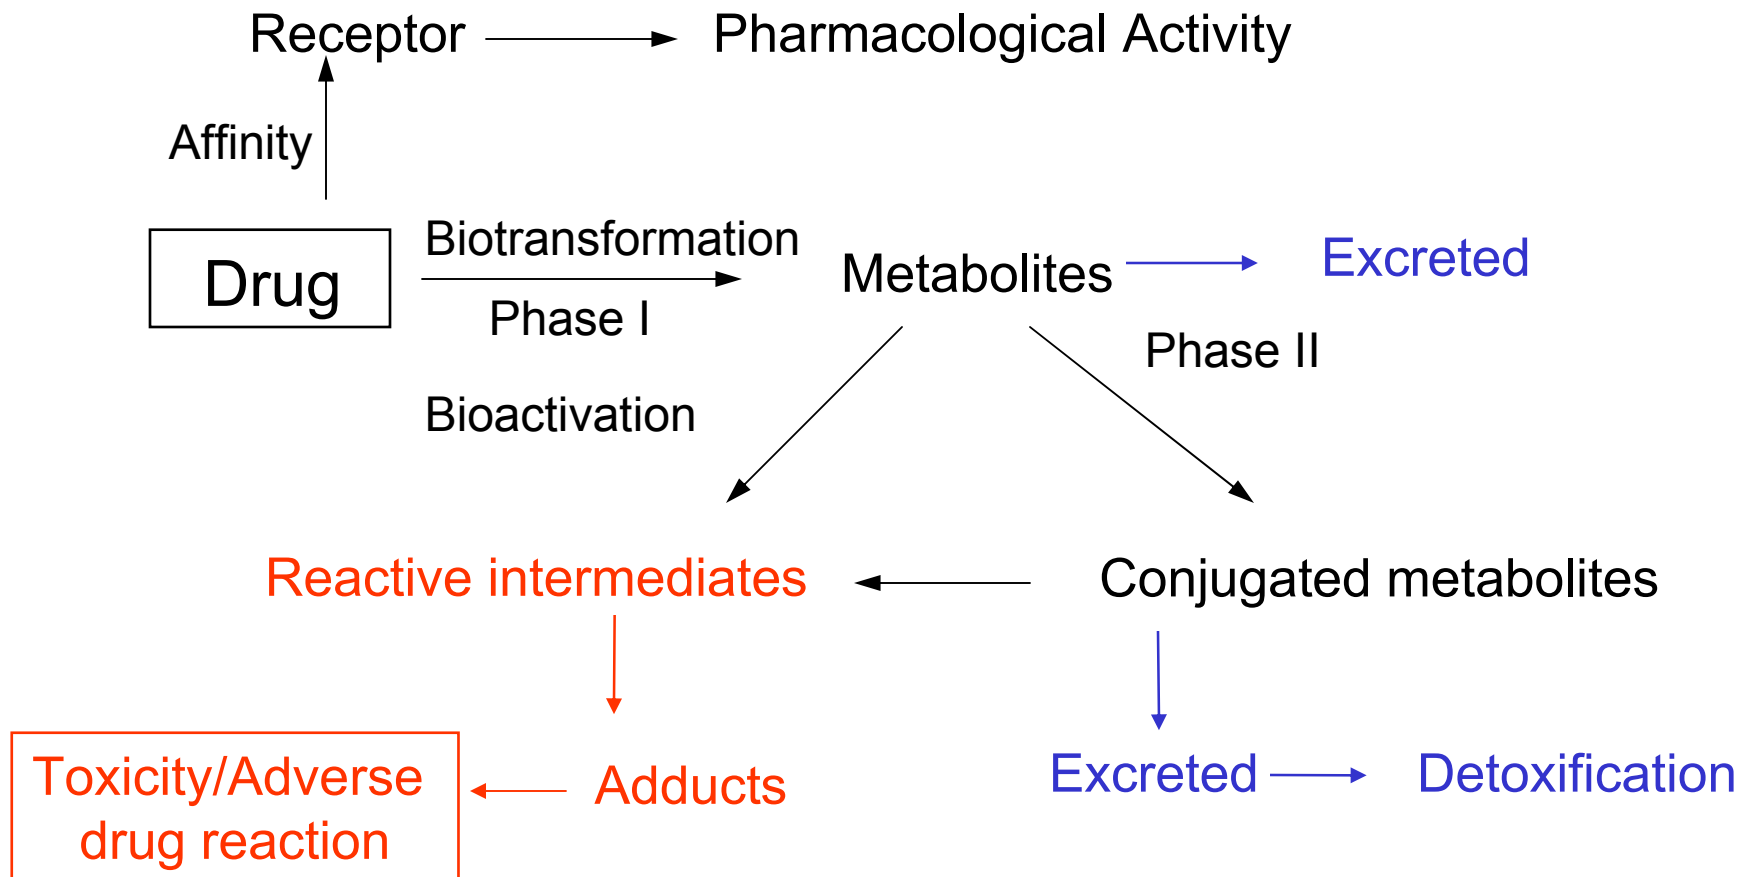 Receptor
Pharmacological Activity
Affinity
Drug
Biotransformation
Phase I
Metabolites
Excreted
Phase II
Bioactivation
Reactive intermediates
Conjugated metabolites
Toxicity/Adverse
drug reaction
Adducts
Excreted
Detoxification